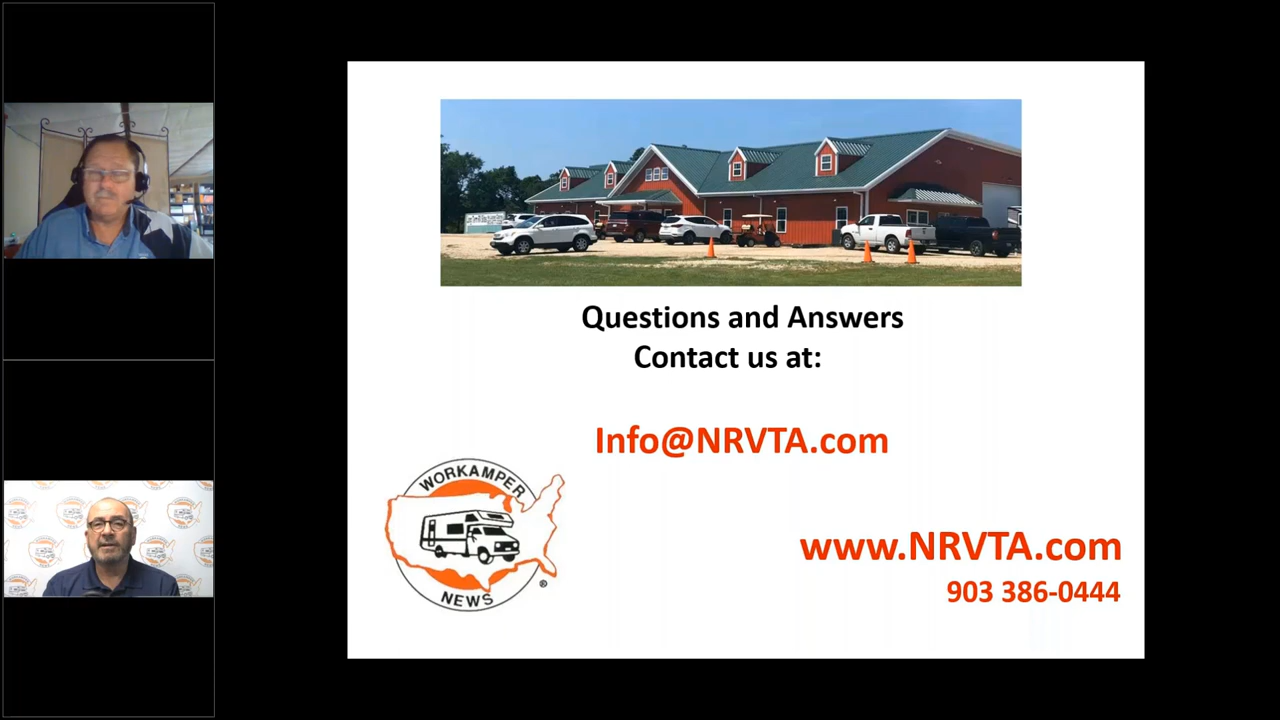 Questions and Answers
Contact us at:
Info@NRVTA.com
WORKAMPER
NEWS
®
www.NRVTA.com
903 386-0444